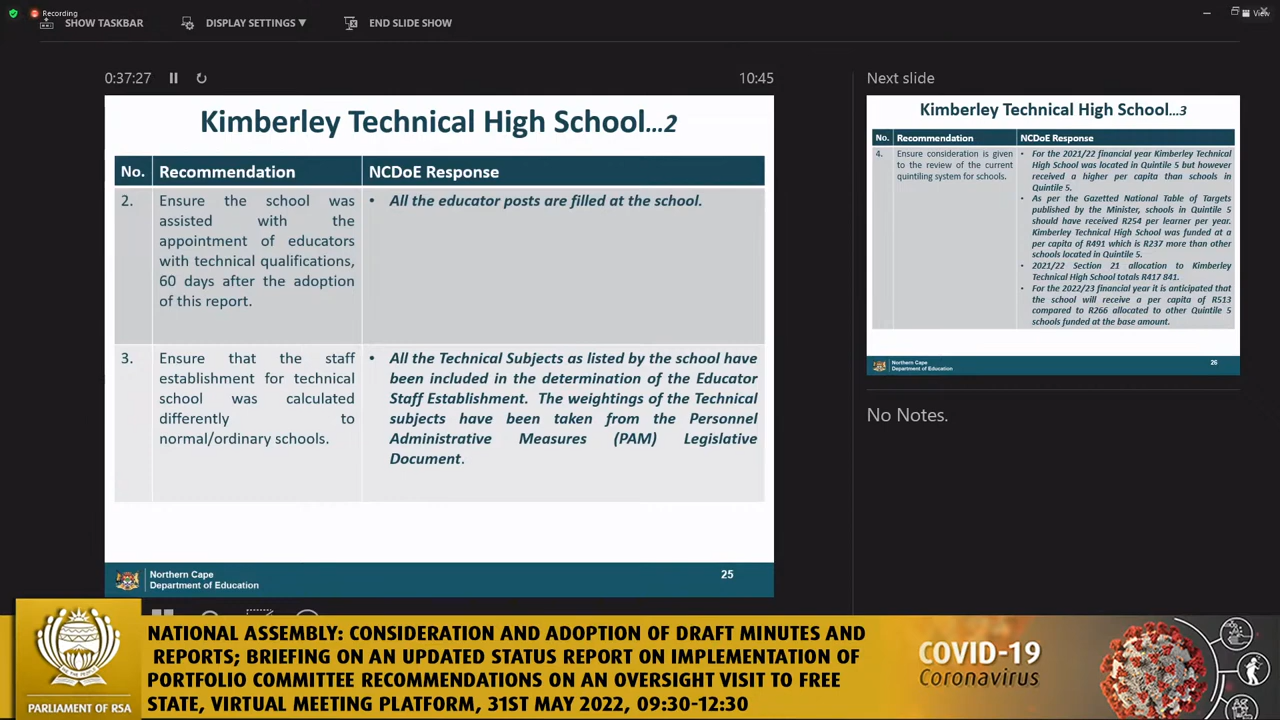 Recording
SHOW TASKBAR
DISPLAY SETTINGS ▼
END SLIDE SHOW
View
0:37:27
10:45
Kimberley Technical High School...2
No. Recommendation NCDoE Response
2. Ensure the school was
assisted with the
appointment of educators
with technical qualifications,
60 days after the adoption
of this report.
• All the educator posts are filled at the school.
3. Ensure that the staff
establishment for technical
school was calculated
differently to
normal/ordinary schools.
• All the Technical Subjects as listed by the school have
been included in the determination of the Educator
Staff Establishment. The weightings of the Technical
subjects have been taken from the Personnel
Administrative Measures (PAM) Legislative
Document.
Northern Cape
Department of Education
25
Next slide
Kimberley Technical High School...3
No. Recommendation NCDoE Response
4. Ensure consideration is given
to the review of the current
quintiling system for schools.
• For the 2021/22 financial year Kimberley Technical
High School was located in Quintile 5 but however
received a higher per capita than schools in
Quintile 5.
• As per the Gazetted National Table of Targets
published by the Minister, schools in Quintile 5
should have received R254 per learner per year.
Kimberley Technical High School was funded at a
per capita of R491 which is R237 more than other
schools located in Quintile 5.
• 2021/22 Section 21 allocation to Kimberley
Technical High School totals R417 841.
• For the 2022/23 financial year it is anticipated that
the school will receive a per capita of R513
compared to R266 allocated to other Quintile 5
schools funded at the base amount.
Northern Cape
Department of Education
26
No Notes.
PARLIAMENT OF RSA
NATIONAL ASSEMBLY: CONSIDERATION AND ADOPTION OF DRAFT MINUTES AND
REPORTS; BRIEFING ON AN UPDATED STATUS REPORT ON IMPLEMENTATION OF
PORTFOLIO COMMITTEE RECOMMENDATIONS ON AN OVERSIGHT VISIT TO FREE
STATE, VIRTUAL MEETING PLATFORM, 31ST MAY 2022, 09:30-12:30
COVID-19
Coronavirus